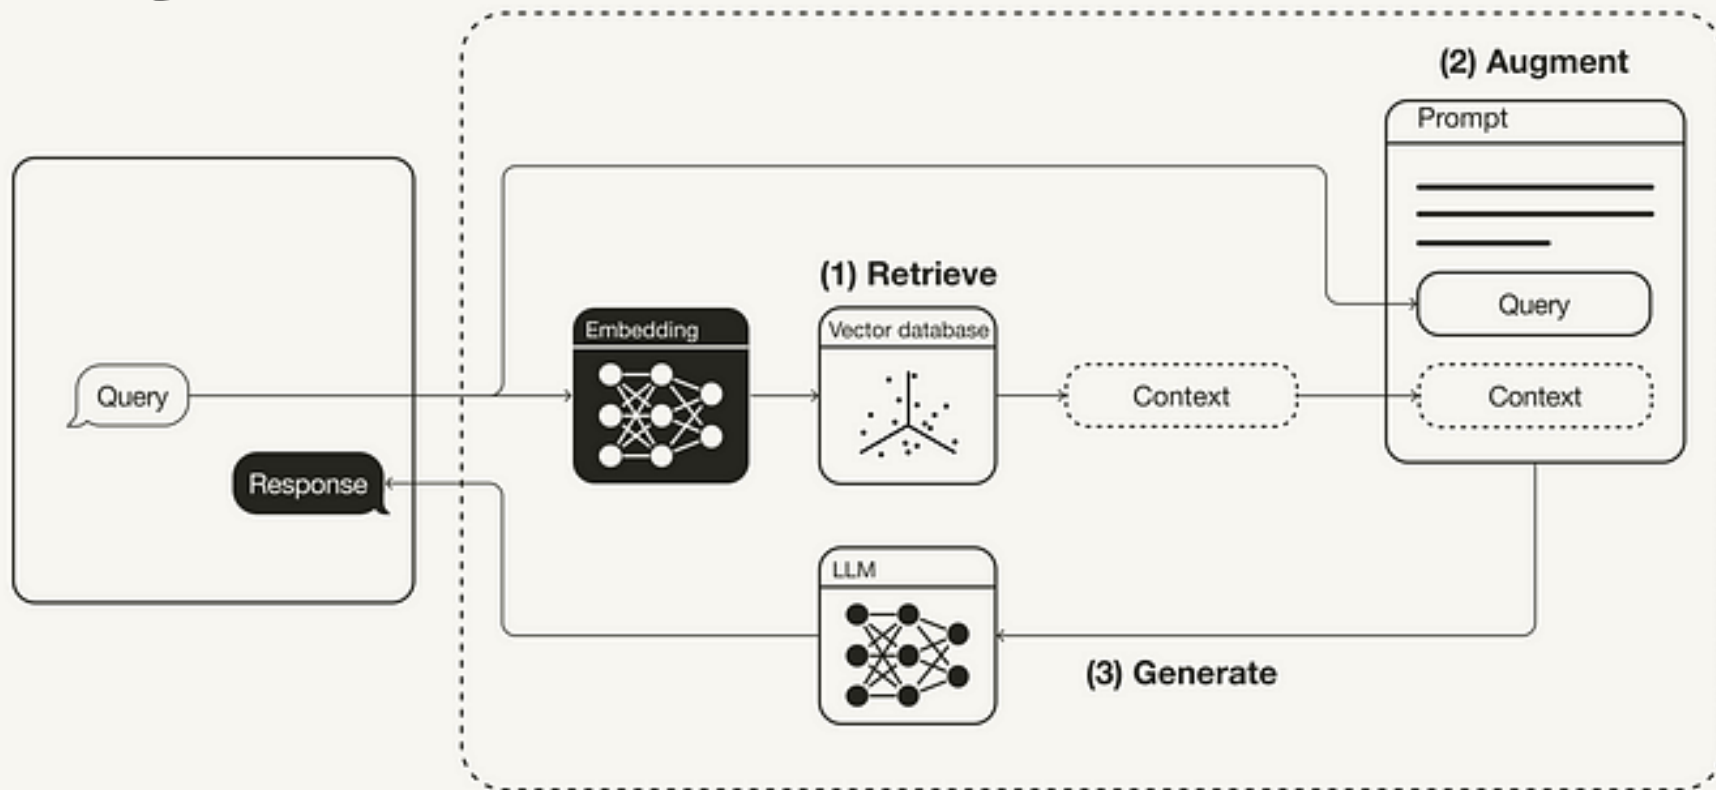 (2) Augment
Prompt
(1) Retrieve
Query
Embedding
Vector database
Query
Context
Context
Response
LLM
(3) Generate